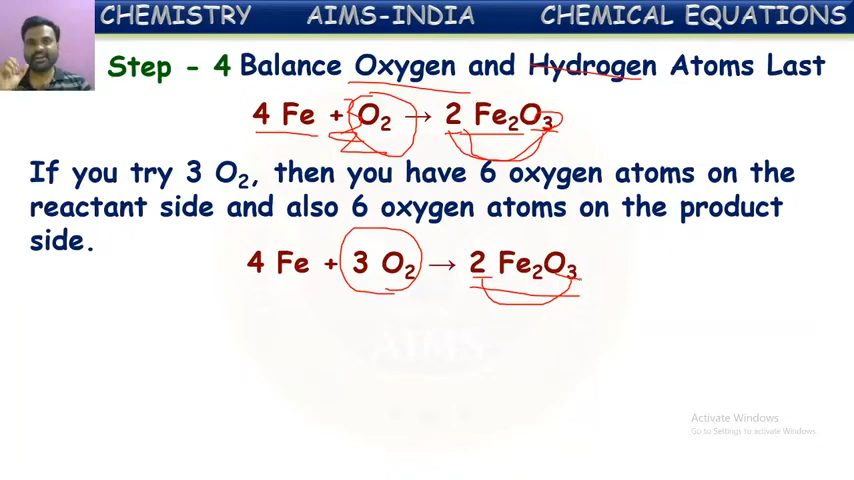 CHEMISTRY AIMS-INDIA CHEMICAL EQUATIONS
Step - 4 Balance Oxygen and Hydrogen Atoms Last
4 Fe + O₂ → 2 Fe₂O₃
If you try 3 O₂, then you have 6 oxygen atoms on the
reactant side and also 6 oxygen atoms on the product
side.
4 Fe + 3 O₂ → 2 Fe₂O₃
AIMS
Activate Windows
Go to Settings to activate Windows.